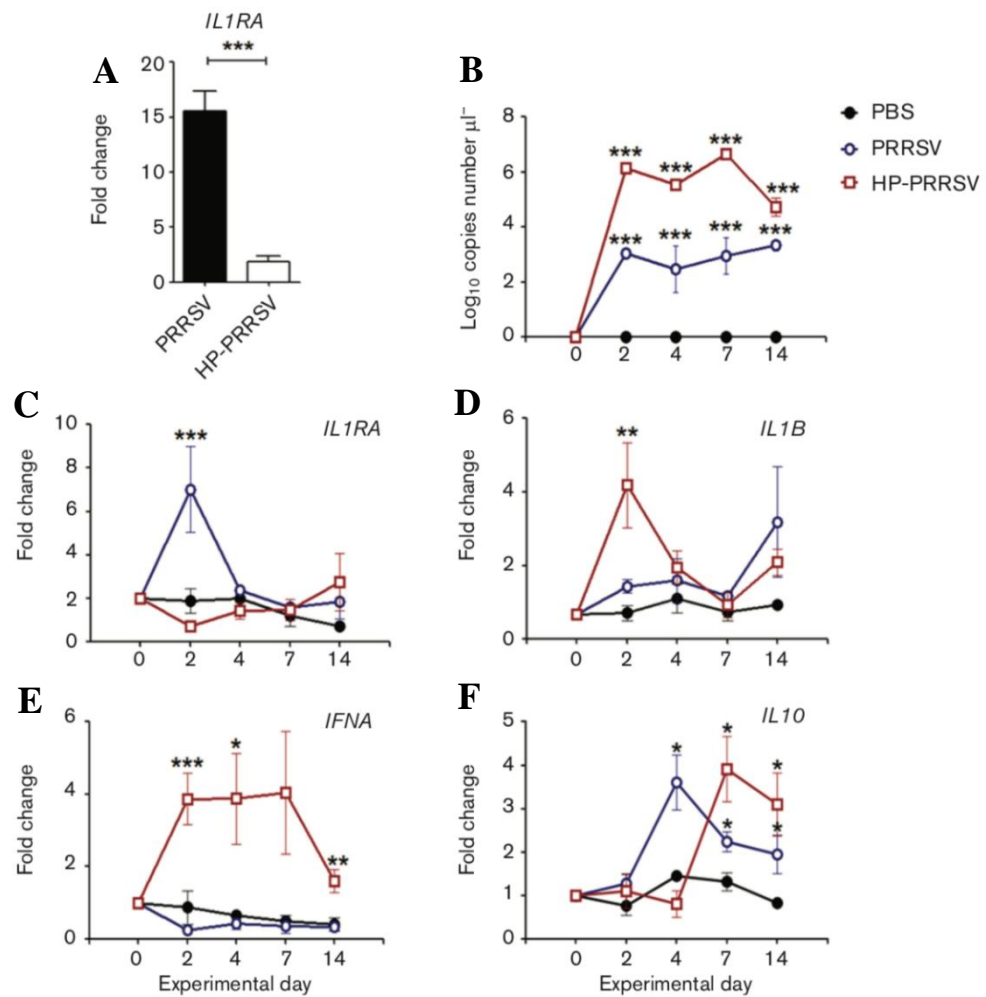 A
IL1RA
***
Fold change
20
15
10
5
0
PRRSV
HP-PRRSV
B
Log10 copies number µl–
8
6
4
2
0
*** *** *** ***
*** *** *** ***
0 2 4 7 14
PBS
PRRSV
HP-PRRSV
C
IL1RA
Fold change
10
8
6
4
2
0
***
0 2 4 7 14
D
IL1B
Fold change
6
4
2
0
**
0 2 4 7 14
E
IFNA
Fold change
6
4
2
0
*** * **
0 2 4 7 14
Experimental day
F
IL10
Fold change
5
4
3
2
1
0
* * *
* *
0 2 4 7 14
Experimental day